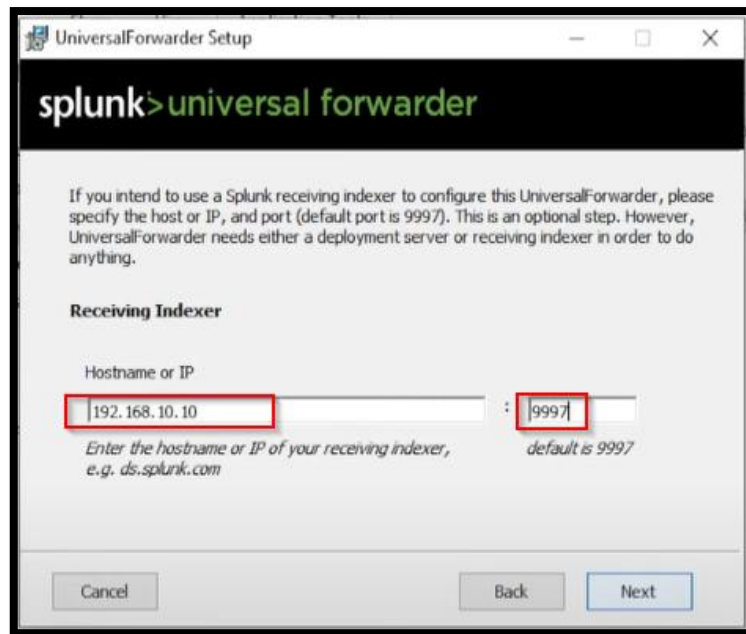 UniversalForwarder Setup
splunk>universal forwarder
If you intend to use a Splunk receiving indexer to configure this UniversalForwarder, please
specify the host or IP, and port (default port is 9997). This is an optional step. However,
UniversalForwarder needs either a deployment server or receiving indexer in order to do
anything.
Receiving Indexer
Hostname or IP
192.168.10.10 : 9997
Enter the hostname or IP of your receiving indexer, default is 9997
e.g. ds.splunk.com
Cancel Back Next